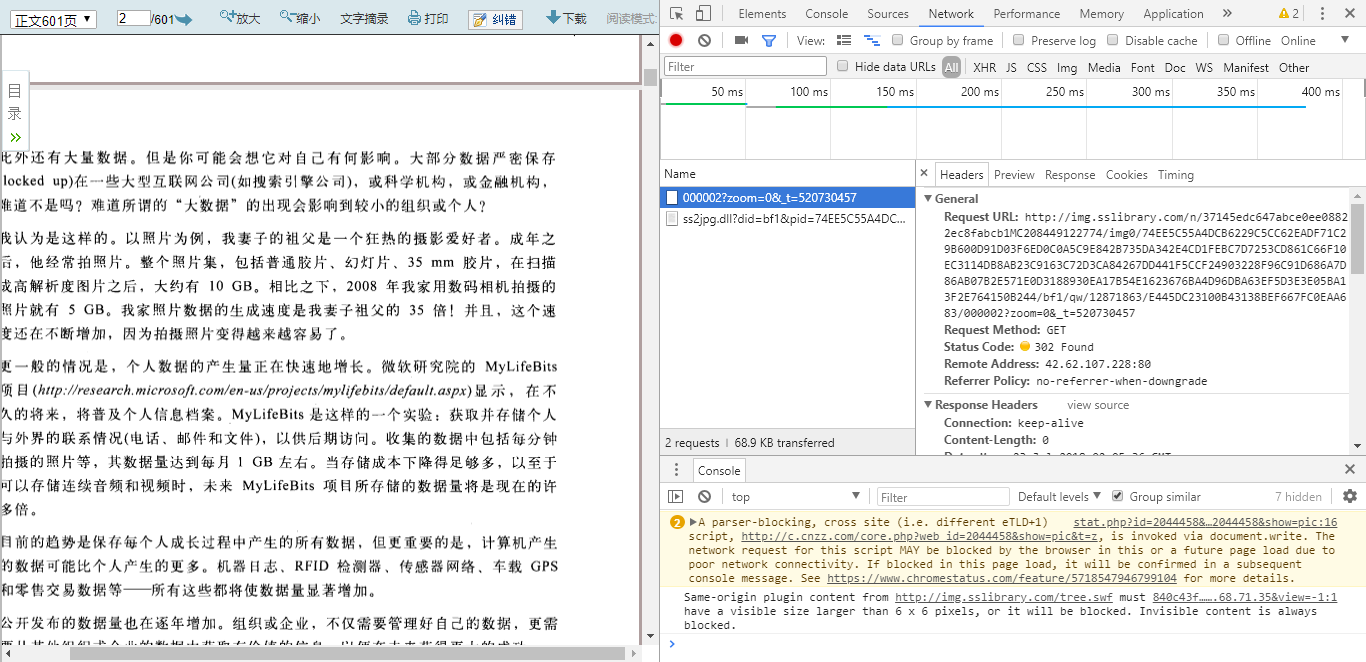 正文601页 ▼ 2 /601 放大 缩小 文字摘录 打印 纠错 下载 阅读模式:
目
录
»
此外还有大量数据。但是你可能会想它对自己有何影响。大部分数据严密保存
locked up)在一些大型互联网公司(如搜索引擎公司)，或科学机构，或金融机构，
难道不是吗？难道所谓的“大数据”的出现会影响到较小的组织或个人？
我认为是这样的。以照片为例，我妻子的祖父是一个狂热的摄影爱好者。成年之
后，他经常拍照片。整个照片集，包括普通胶片、幻灯片、35 mm 胶片，在扫描
成高解析度图片之后，大约有 10 GB。相比之下，2008 年我家用数码相机拍摄的
照片就有 5 GB。我家照片数据的生成速度是我妻子祖父的 35 倍！并且，这个速
度还在不断增加，因为拍摄照片变得越来越容易了。
更一般的情况是，个人数据的产生量正在快速地增长。微软研究院的 MyLifeBits
项目(http://research.microsoft.com/en-us/projects/mylifebits/default.aspx)显示，在不
久的将来，将普及个人信息档案。MyLifeBits 是这样的一个实验：获取并存储个人
与外界的联系情况(电话、邮件和文件)，以供后期访问。收集的数据中包括每分钟
拍摄的照片等，其数据量达到每月 1 GB 左右。当存储成本下降得足够多，以至于
可以存储连续音频和视频时，未来 MyLifeBits 项目所存储的数据量将是现在的许
多倍。
目前的趋势是保存每个人成长过程中产生的所有数据，但更重要的是，计算机产生
的数据可能比个人产生的更多。机器日志、RFID 检测器、传感器网络、车载 GPS
和零售交易数据等——所有这些都将使数据量显著增加。
公开发布的数据量也在逐年增加。组织或企业，不仅需要管理好自己的数据，更需
Elements Console Sources Network Performance Memory Application » 2
View: Group by frame Preserve log Disable cache Offline Online ▼
Filter Hide data URLs All XHR JS CSS Img Media Font Doc WS Manifest Other
50 ms 100 ms 150 ms 200 ms 250 ms 300 ms 350 ms 400 ms
Name
000002?zoom=0&_t=520730457
ss2jpg.dll?did=bf1&pid=74EE5C55A4DC...
2 requests | 68.9 KB transferred
× Headers Preview Response Cookies Timing
▼ General
Request URL: http://img.sslibrary.com/n/37145edc647abce0ee0882
2ec8fabcb1MC208449122774/img0/74EE5C55A4DCB6229C5CC62EADF71C2
9B600D91D03F6ED0C0A5C9E842B735DA342E4CD1FEBC7D7253CD861C66F10
EC3114DB8AB23C9163C72D3CA84267DD441F5CCF24903228F96C91D686A7D
86AB07B2E571E0D3188930EA17B54E1623676BA4D96DBA63EF5D3E3E05BA1
3F2E764150B244/bf1/qw/12871863/E445DC23100B43138BEF667FC0EAA6
83/000002?zoom=0&_t=520730457
Request Method: GET
Status Code: 302 Found
Remote Address: 42.62.107.228:80
Referrer Policy: no-referrer-when-downgrade
▼ Response Headers view source
Connection: keep-alive
Content-Length: 0
Console
top ▼ Filter Default levels ▼ Group similar 7 hidden
2 ▶A parser-blocking, cross site (i.e. different eTLD+1) stat.php?id=2044458&…2044458&show=pic:16
script, http://c.cnzz.com/core.php?web_id=2044458&show=pic&t=z, is invoked via document.write. The
network request for this script MAY be blocked by the browser in this or a future page load due to
poor network connectivity. If blocked in this page load, it will be confirmed in a subsequent
console message. See https://www.chromestatus.com/feature/5718547946799104 for more details.
Same-origin plugin content from http://img.sslibrary.com/tree.swf must 840c43f……68.71.35&view=-1:1
have a visible size larger than 6 x 6 pixels, or it will be blocked. Invisible content is always
blocked.